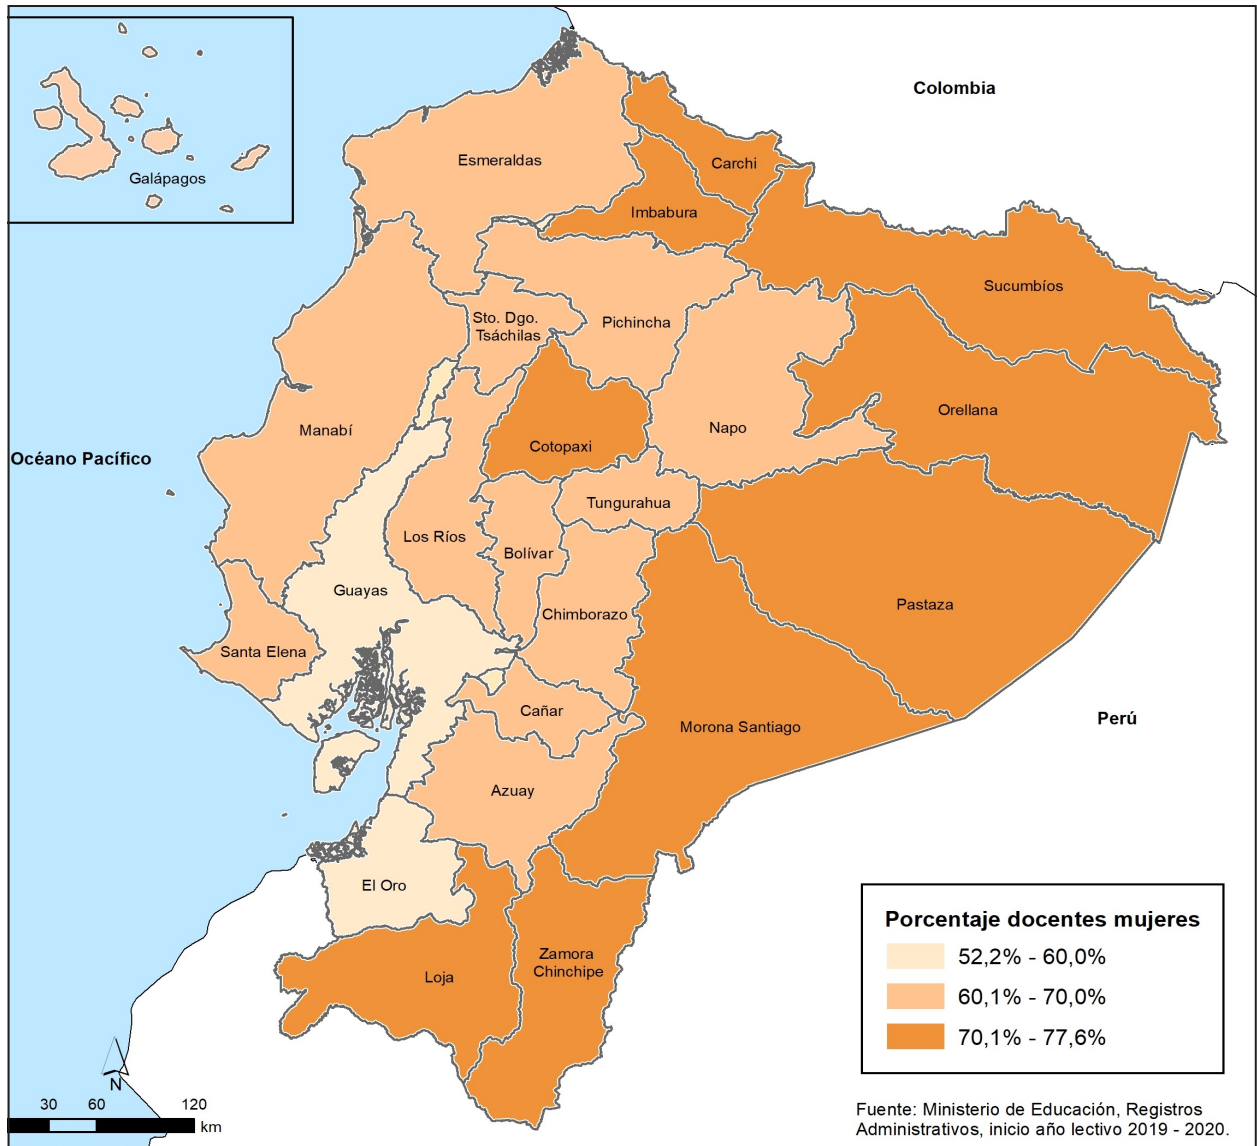 Colombia
Galápagos
Esmeraldas
Carchi
Imbabura
Sucumbíos
Sto. Dgo.
Tsáchilas
Pichincha
Orellana
Manabí
Cotopaxi
Napo
Océano Pacífico
Tungurahua
Los Ríos
Bolívar
Guayas
Pastaza
Chimborazo
Santa Elena
Cañar
Morona Santiago
Perú
Azuay
El Oro
Zamora
Chinchipe
Loja
Porcentaje docentes mujeres
52,2% - 60,0%
60,1% - 70,0%
70,1% - 77,6%
N
30 60 120
km
Fuente: Ministerio de Educación, Registros
Administrativos, inicio año lectivo 2019 - 2020.